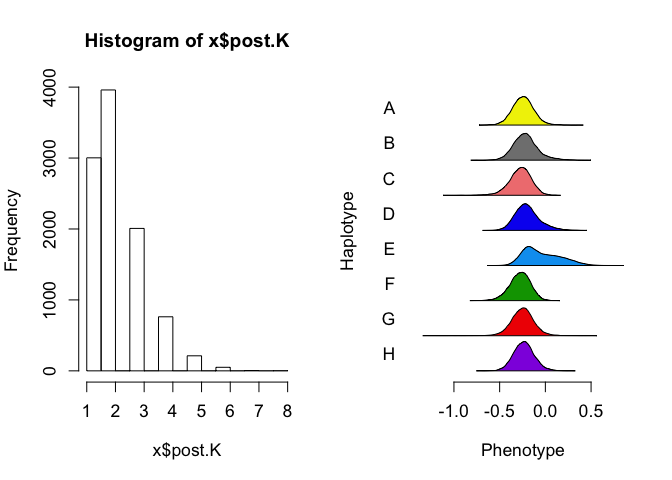 Histogram of x$post.K
Frequency
0
1000
2000
3000
4000
1 2 3 4 5 6 7 8
x$post.K
Haplotype
A
B
C
D
E
F
G
H
-1.0 -0.5 0.0 0.5
Phenotype